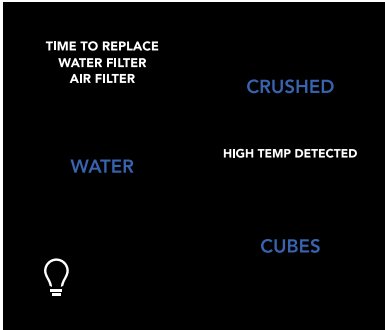 TIME TO REPLACE
WATER FILTER
AIR FILTER
CRUSHED
HIGH TEMP DETECTED
WATER
CUBES